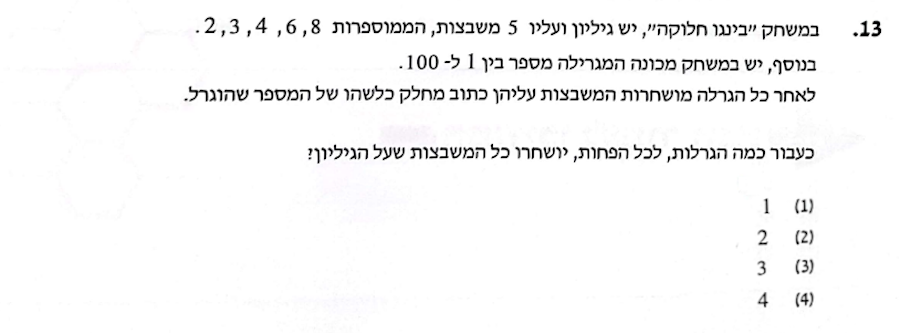 13. במשחק "בינגו חלוקה", יש גיליון ועליו 5 משבצות, הממוספרות 2,3,4,6,8.
בנוסף, יש במשחק מכונה המגרילה מספר בין 1 ל- 100.
לאחר כל הגרלה מושחרות המשבצות עליהן כתוב מחלק כלשהו של המספר שהוגרל.
כעבור כמה הגרלות, לכל הפחות, יושחרו כל המשבצות שעל הגיליון?
(1) 1
(2) 2
(3) 3
(4) 4